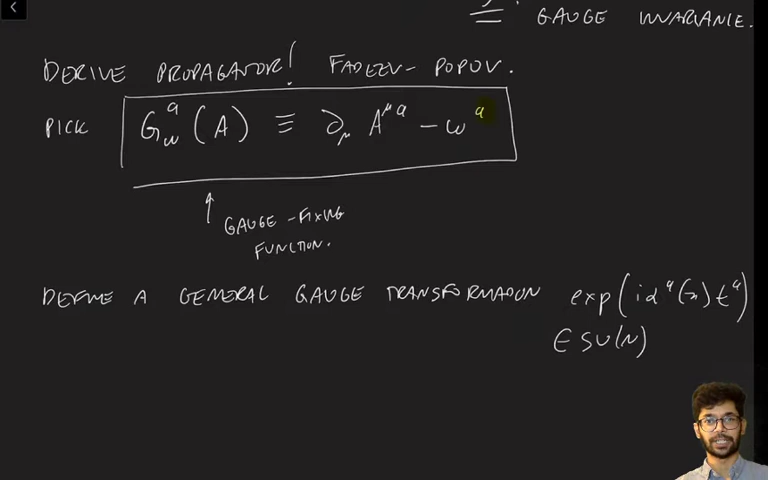 GAUGE INVARIANCE.
DERIVE PROPAGATOR! FADEEV-POPOV.
PICK G_ω^a (A) ≡ ∂_μ A^{μa} - ω^a
↑ GAUGE-FIXING
FUNCTION.
DEFINE A GENERAL GAUGE TRANSFORMATION exp(iα^a(x)t^a)
∈ SU(N)